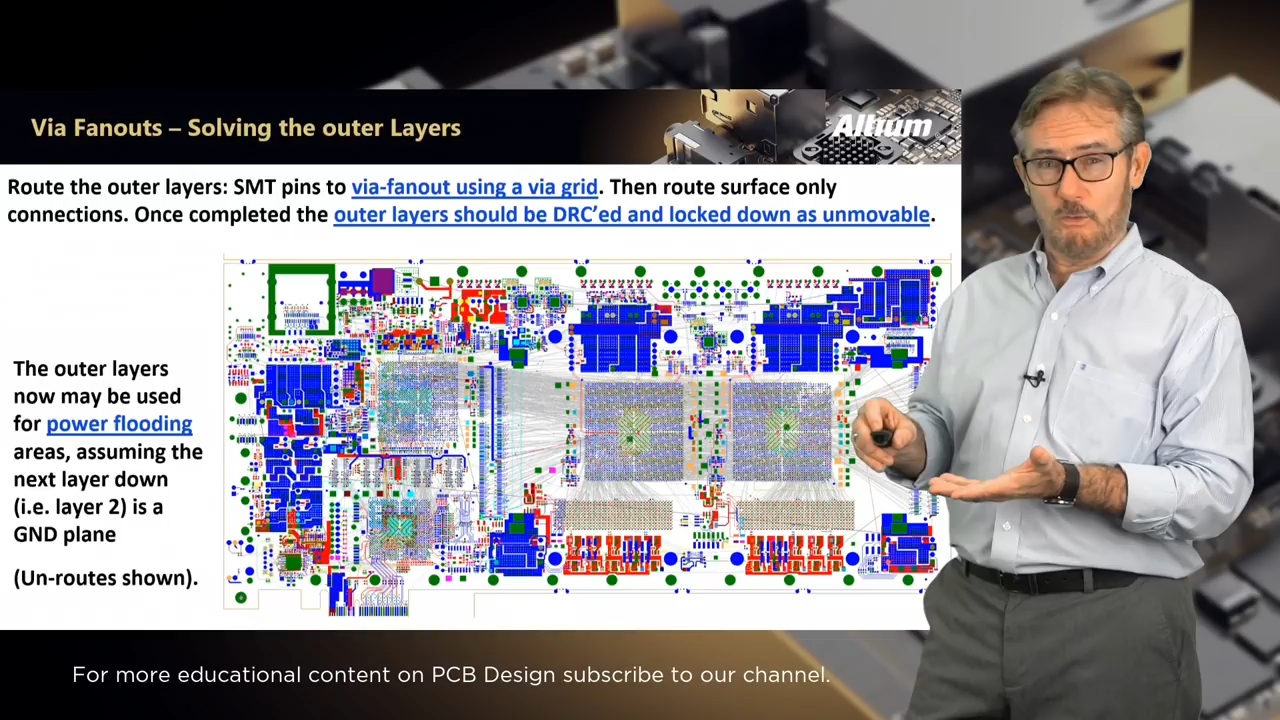 Via Fanouts – Solving the outer Layers
Altium
Route the outer layers: SMT pins to via-fanout using a via grid. Then route surface only
connections. Once completed the outer layers should be DRC’ed and locked down as unmovable.
The outer layers
now may be used
for power flooding
areas, assuming the
next layer down
(i.e. layer 2) is a
GND plane
(Un-routes shown).
For more educational content on PCB Design subscribe to our channel.